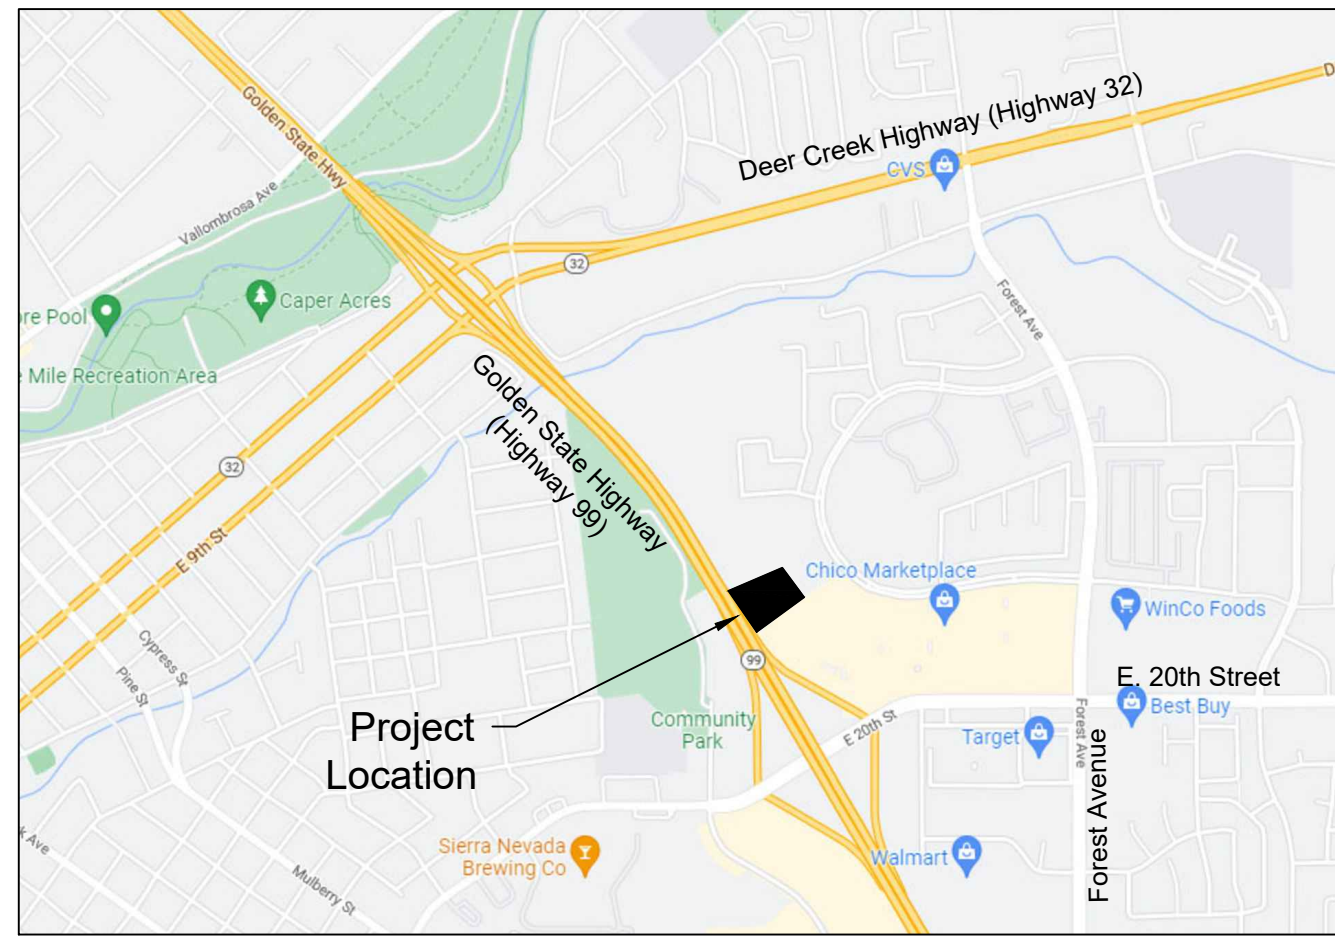 Golden State Hwy
Deer Creek Highway (Highway 32)
D
CVS
Vallombrosa Ave
32
Caper Acres
ore Pool
Forest Ave
e Mile Recreation Area
Golden State Highway
(Highway 99)
32
E 9th St
Chico Marketplace
WinCo Foods
Cypress St
Pine St
99
E. 20th Street
Best Buy
Project
Location
Community
Park
E 20th St
Target
Forest Ave
Forest Avenue
k Ave
Sierra Nevada
Brewing Co
Walmart
Mulberry St